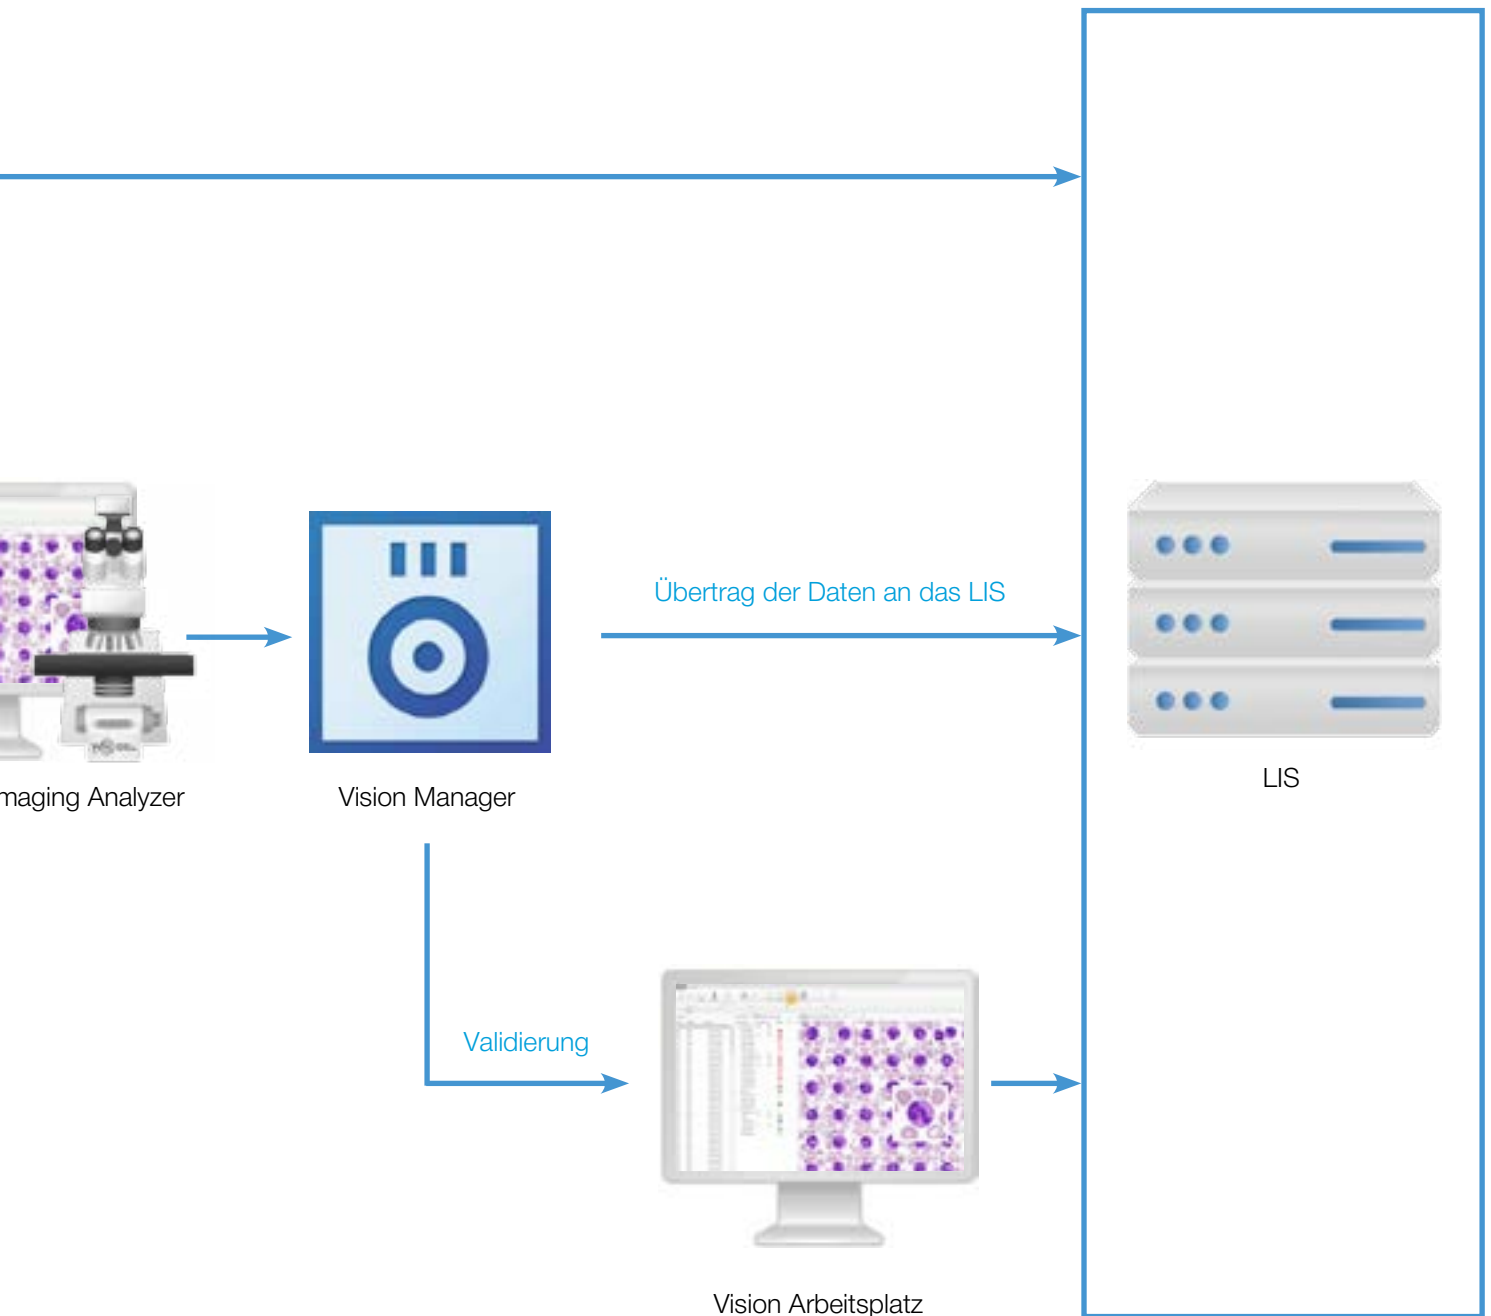 Übertrag der Daten an das LIS
LIS
maging Analyzer
Vision Manager
Validierung
Vision Arbeitsplatz